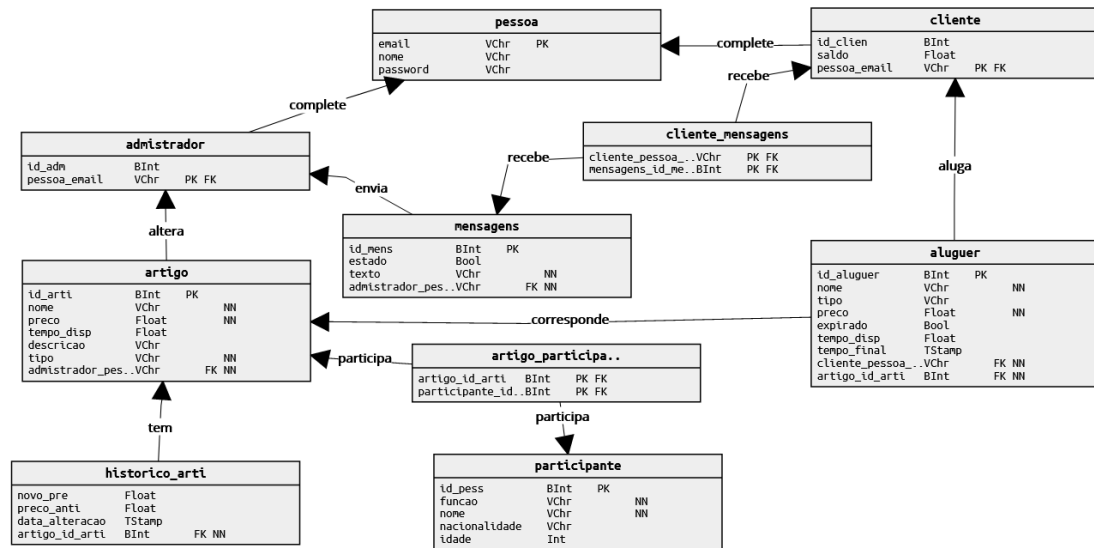 pessoa
email VChr PK
nome VChr
password VChr
cliente
id_clien BInt
saldo Float
pessoa_email VChr PK FK
complete
recebe
complete
admistrador
id_adm BInt
pessoa_email VChr PK FK
cliente_mensagens
cliente_pessoa_..VChr PK FK
mensagens_id_me..BInt PK FK
recebe
aluga
envia
altera
mensagens
id_mens BInt PK
estado Bool
texto VChr NN
admistrador_pes..VChr FK NN
artigo
id_arti BInt PK
nome VChr NN
preco Float NN
tempo_disp Float
descricao VChr
tipo VChr NN
admistrador_pes..VChr FK NN
aluguer
id_aluguer BInt PK
nome VChr NN
tipo VChr
preco Float NN
expirado Bool
tempo_disp Float
tempo_final TStamp
cliente_pessoa_..VChr FK NN
artigo_id_arti BInt FK NN
corresponde
participa
artigo_participa..
artigo_id_arti BInt PK FK
participante_id..BInt PK FK
participa
tem
historico_arti
novo_pre Float
preco_anti Float
data_alteracao TStamp
artigo_id_arti BInt FK NN
participante
id_pess BInt PK
funcao VChr NN
nome VChr NN
nacionalidade VChr
idade Int